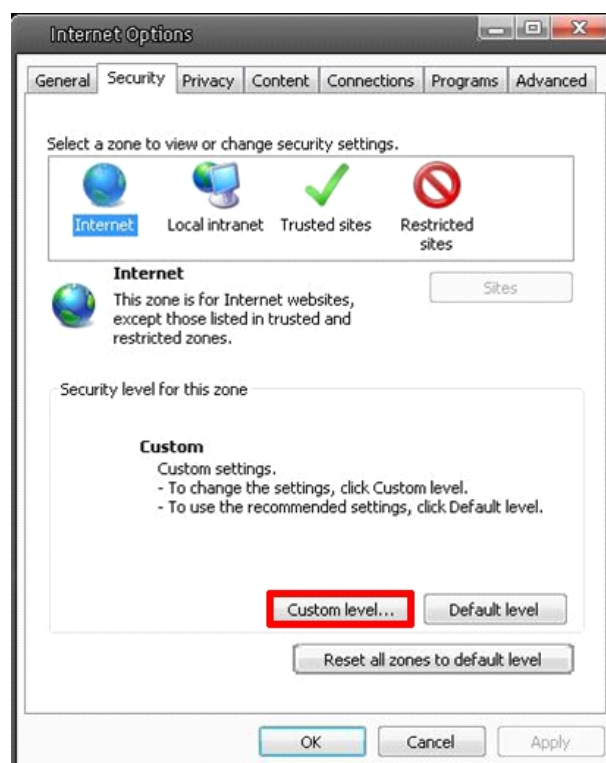 Internet Options
General Security Privacy Content Connections Programs Advanced
Select a zone to view or change security settings.
Internet Local intranet Trusted sites Restricted sites
Internet
This zone is for Internet websites,
except those listed in trusted and
restricted zones.
Sites
Security level for this zone
Custom
Custom settings.
- To change the settings, click Custom level.
- To use the recommended settings, click Default level.
Custom level... Default level
Reset all zones to default level
OK Cancel Apply